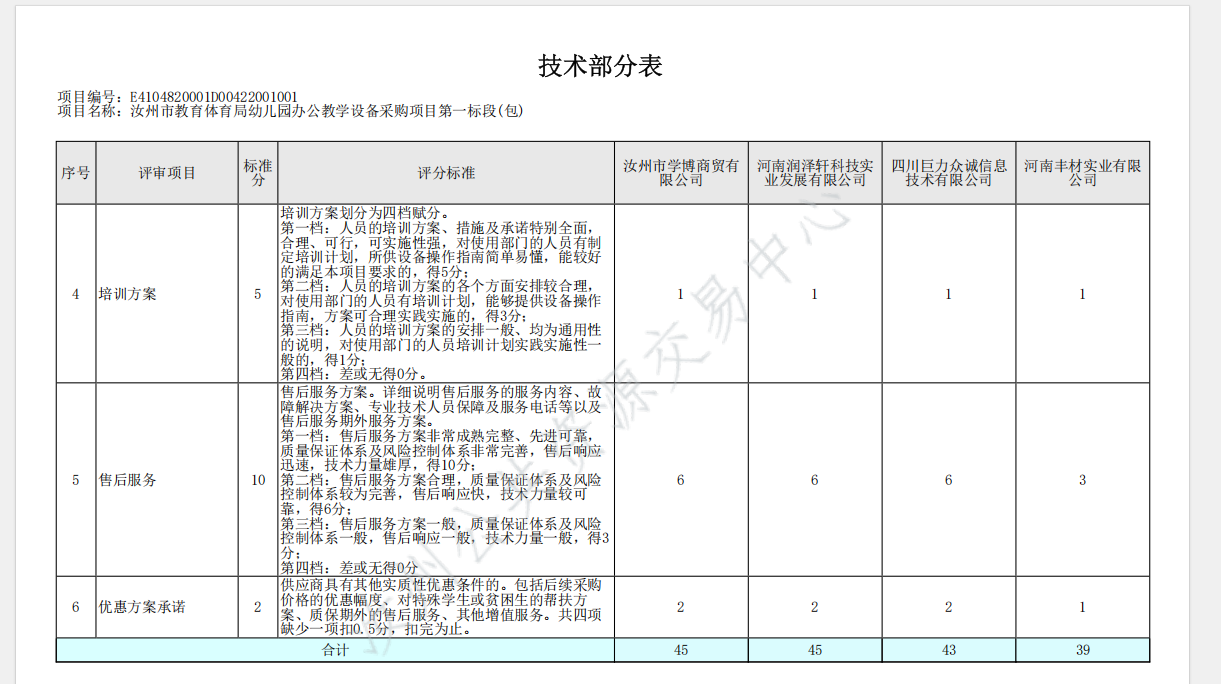 技术部分表
项目编号：E4104820001D00422001001
项目名称：汝州市教育体育局幼儿园办公教学设备采购项目第一标段(包)
序号
评审项目
标准
分
评分标准
汝州市学博商贸有
限公司
河南润泽轩科技实
业发展有限公司
四川巨力众诚信息
技术有限公司
河南丰材实业有限
公司
4
培训方案
5
培训方案划分为四档赋分。
第一档：人员的培训方案、措施及承诺特别全面，
合理、可行，可实施性强，对使用部门的人员有制
定培训计划，所供设备操作指南简单易懂，能较好
的满足本项目要求的，得5分；
第二档：人员的培训方案的各个方面安排较合理，
对使用部门的人员有培训计划，能够提供设备操作
指南，方案可合理实践实施的，得3分；
第三档：人员的培训方案的安排一般、均为通用性
的说明，对使用部门的人员培训计划实践实施性一
般的，得1分；
第四档：差或无得0分。
1
1
1
1
5
售后服务
10
售后服务方案。详细说明售后服务的服务内容、故
障解决方案、专业技术人员保障及服务电话等以及
售后服务期外服务方案。
第一档：售后服务方案非常成熟完整、先进可靠，
质量保证体系及风险控制体系非常完善，售后响应
迅速，技术力量雄厚，得10分；
第二档：售后服务方案合理，质量保证体系及风险
控制体系较为完善，售后响应快，技术力量较可
靠，得6分；
第三档：售后服务方案一般，质量保证体系及风险
控制体系一般，售后响应一般，技术力量一般，得3
分；
第四档：差或无得0分
6
6
6
3
6
优惠方案承诺
2
供应商具有其他实质性优惠条件的。包括后续采购
价格的优惠幅度、对特殊学生或贫困生的帮扶方
案、质保期外的售后服务、其他增值服务。共四项
缺少一项扣0.5分，扣完为止。
2
2
2
1
合计
45
45
43
39
汝州公共资源交易中心